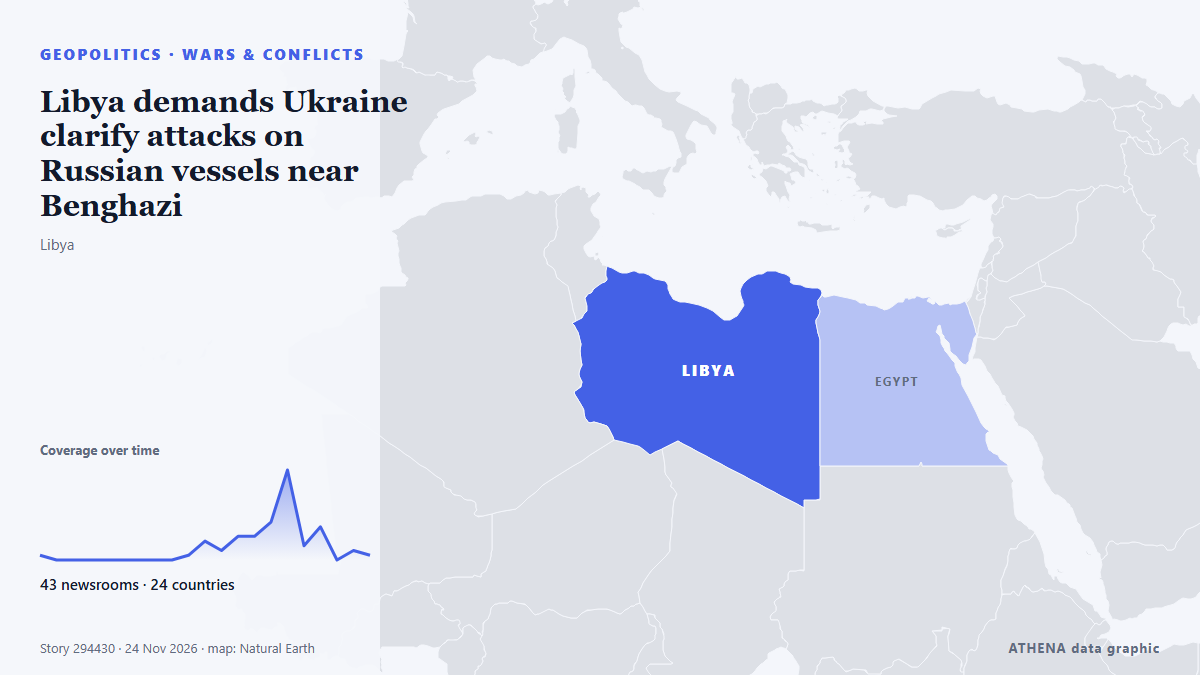 GEOPOLITICS · WARS & CONFLICTS
Libya demands Ukraine
clarify attacks on
Russian vessels near
Benghazi
Libya
LIBYA
EGYPT
Coverage over time
43 newsrooms · 24 countries
Story 294430 · 24 Nov 2026 · map: Natural Earth
ATHENA data graphic